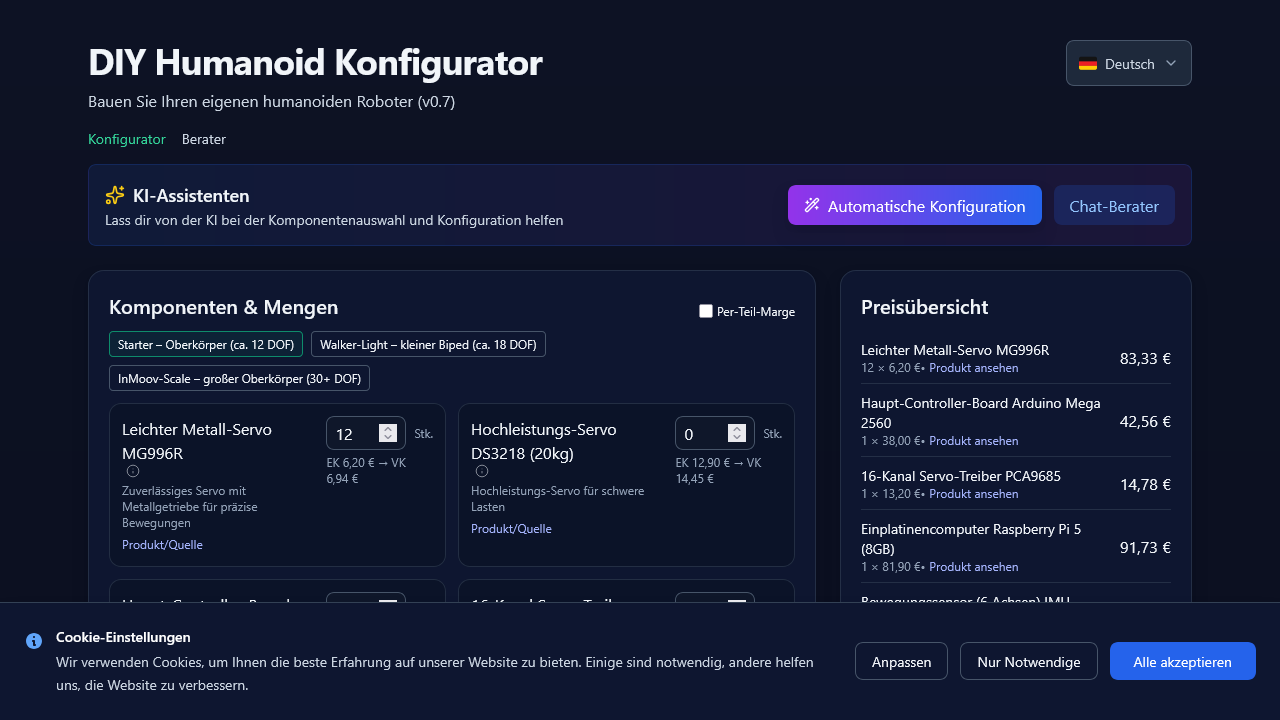 DIY Humanoid Konfigurator
Bauen Sie Ihren eigenen humanoiden Roboter (v0.7)
Deutsch
Konfigurator
Berater
KI-Assistenten
Lass dir von der KI bei der Komponentenauswahl und Konfiguration helfen
Automatische Konfiguration
Chat-Berater
Komponenten & Mengen
Per-Teil-Marge
Starter – Oberkörper (ca. 12 DOF)
Walker-Light – kleiner Biped (ca. 18 DOF)
InMoov-Scale – großer Oberkörper (30+ DOF)
Leichter Metall-Servo
MG996R
12
Stk.
EK 6,20 € → VK
6,94 €
Zuverlässiges Servo mit
Metallgetriebe für präzise
Bewegungen
Produkt/Quelle
Hochleistungs-Servo
DS3218 (20kg)
0
Stk.
EK 12,90 € → VK
14,45 €
Hochleistungs-Servo für schwere
Lasten
Produkt/Quelle
Preisübersicht
Leichter Metall-Servo MG996R
12 × 6,20 €• Produkt ansehen
83,33 €
Haupt-Controller-Board Arduino Mega
2560
1 × 38,00 €• Produkt ansehen
42,56 €
16-Kanal Servo-Treiber PCA9685
1 × 13,20 €• Produkt ansehen
14,78 €
Einplatinencomputer Raspberry Pi 5
(8GB)
1 × 81,90 €• Produkt ansehen
91,73 €
Bewegungssensor (6-Achsen) IMU
Cookie-Einstellungen
Wir verwenden Cookies, um Ihnen die beste Erfahrung auf unserer Website zu bieten. Einige sind notwendig, andere helfen
uns, die Website zu verbessern.
Anpassen
Nur Notwendige
Alle akzeptieren